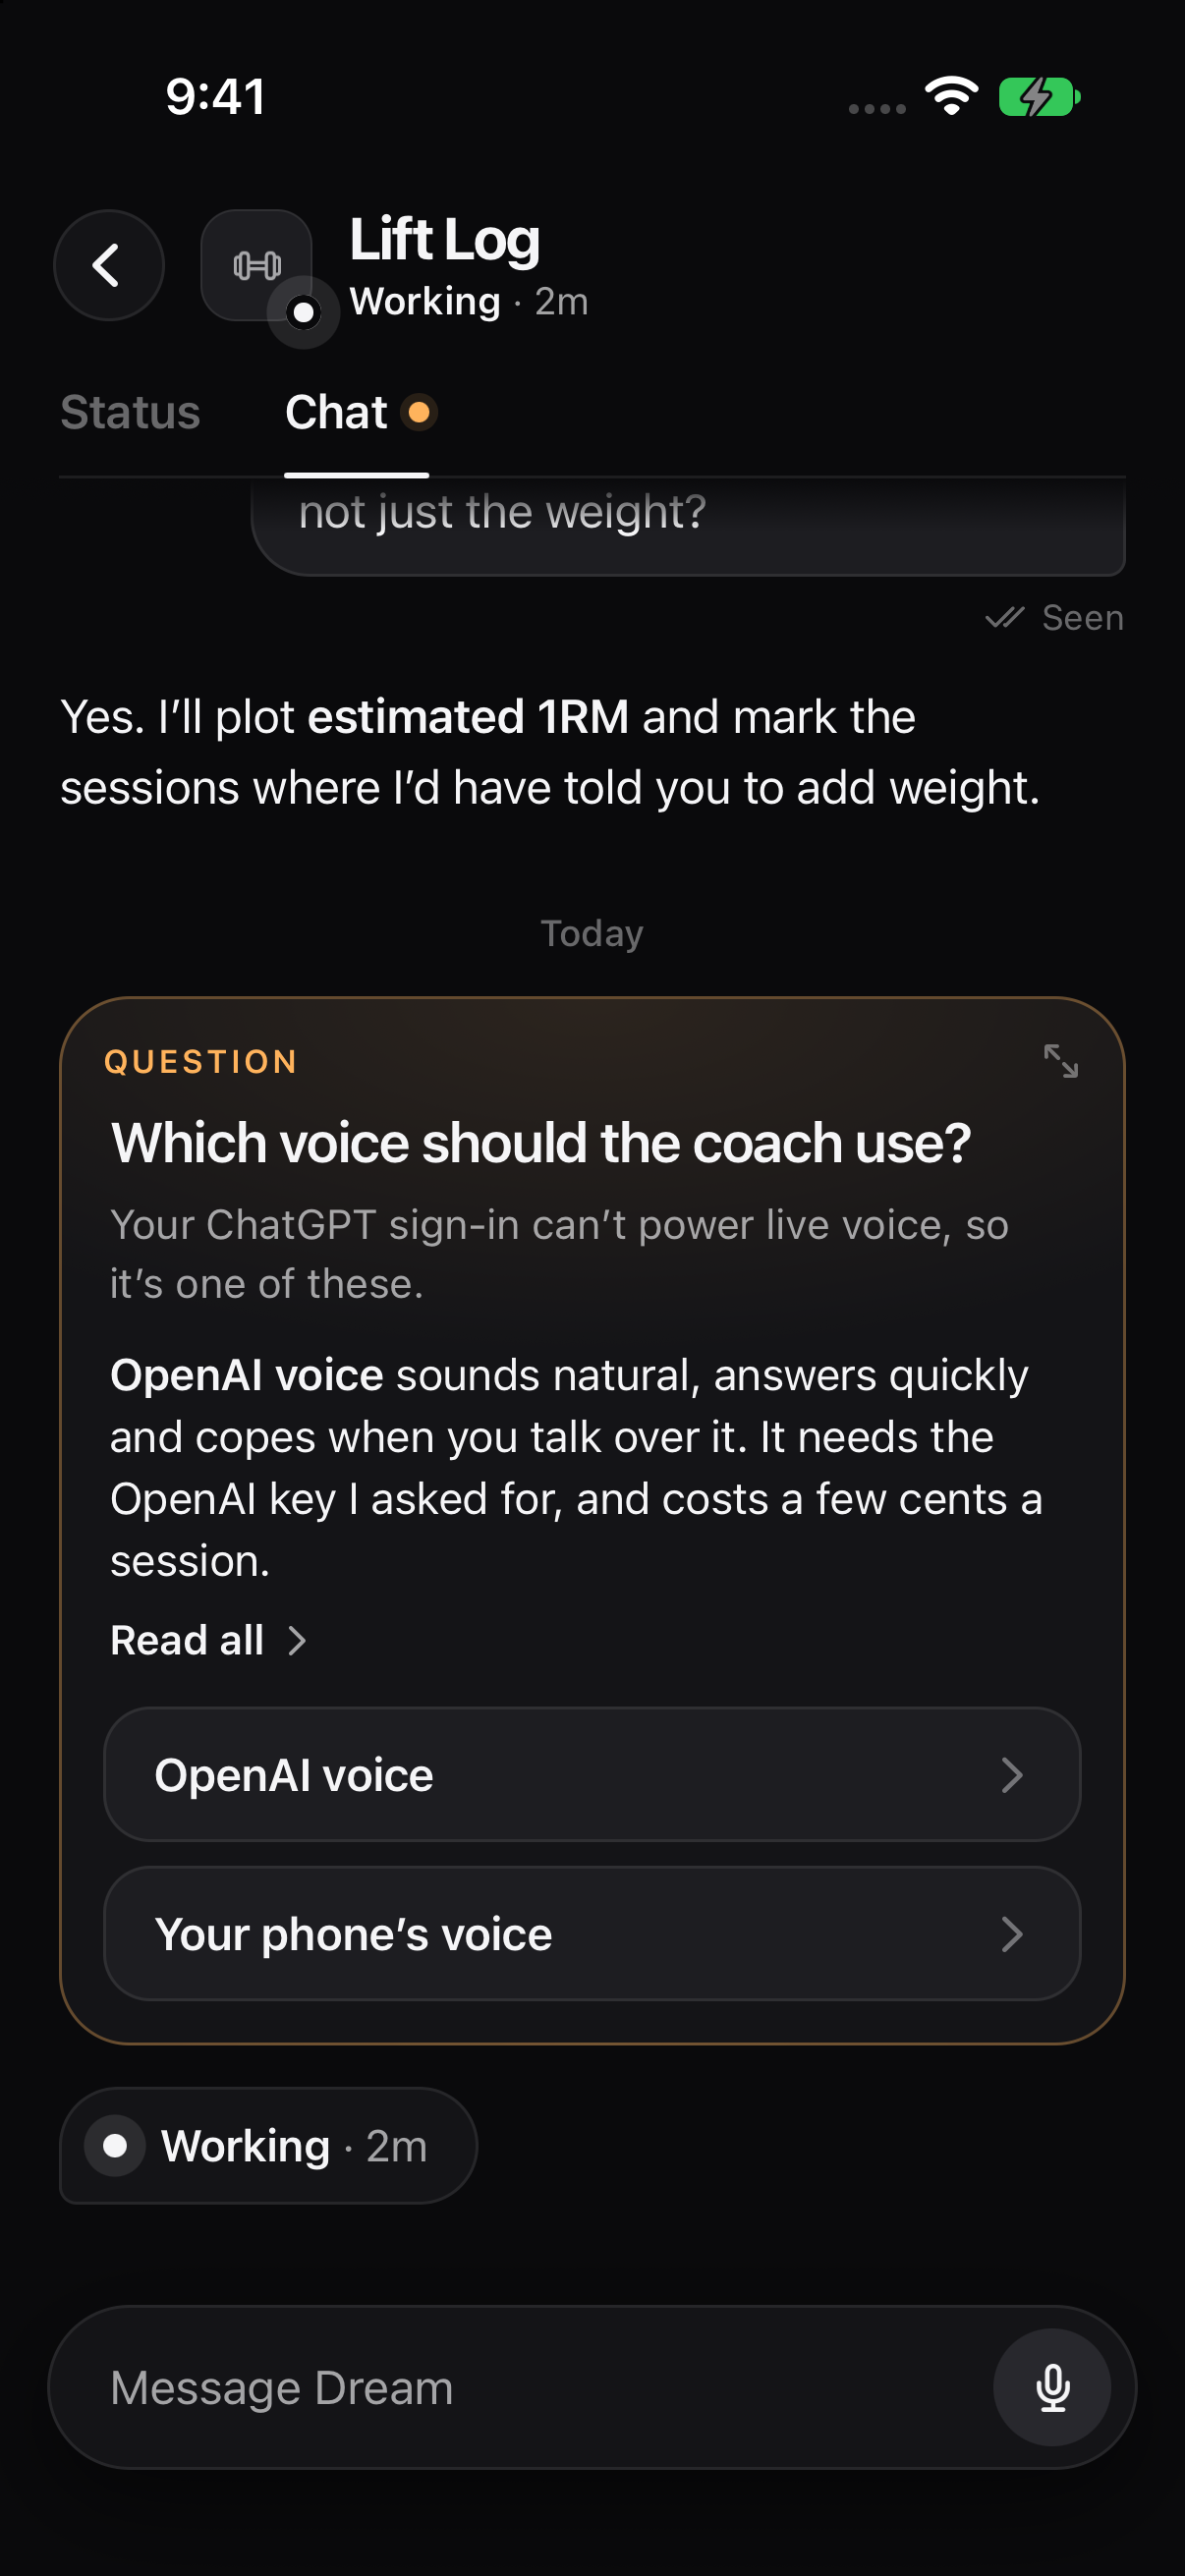 9:41
Lift Log
Working · 2m
Status
Chat
not just the weight?
Seen
Yes. I’ll plot estimated 1RM and mark the
sessions where I’d have told you to add weight.
Today
QUESTION
Which voice should the coach use?
Your ChatGPT sign-in can’t power live voice, so
it’s one of these.
OpenAI voice sounds natural, answers quickly
and copes when you talk over it. It needs the
OpenAI key I asked for, and costs a few cents a
session.
Read all
OpenAI voice
Your phone’s voice
Working · 2m
Message Dream